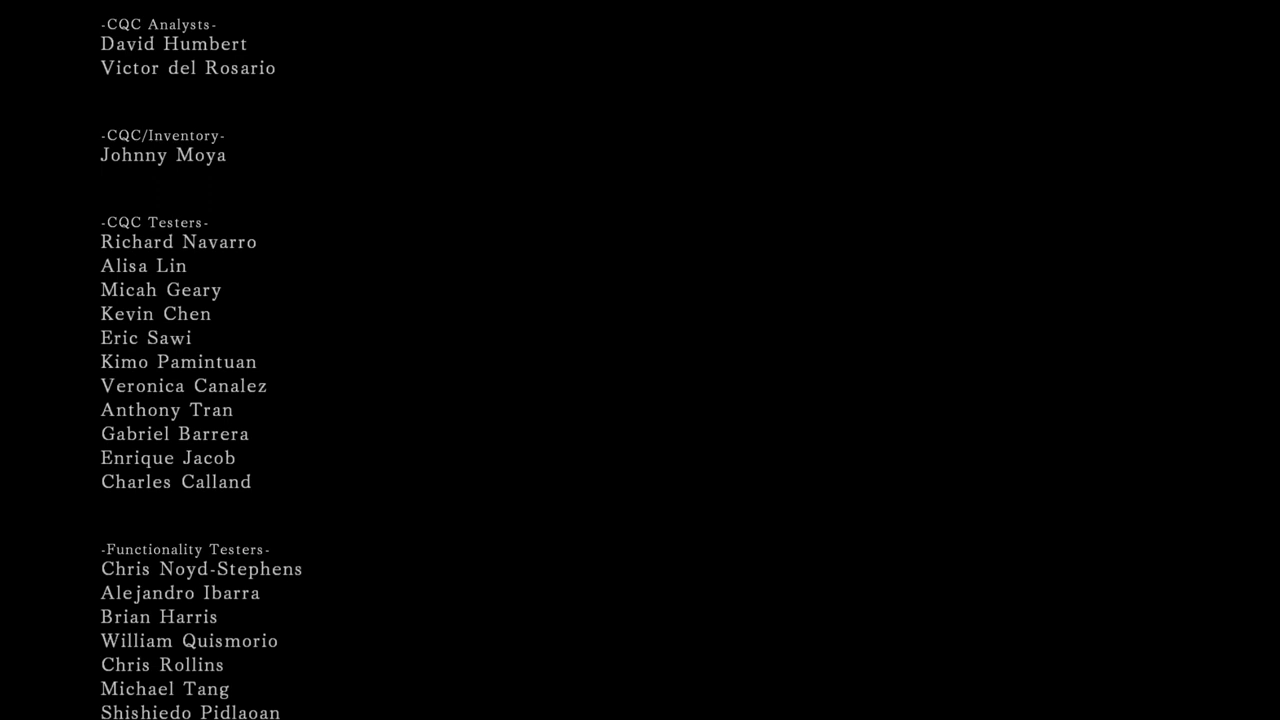 -CQC Analysts-
David Humbert
Victor del Rosario
-CQC/Inventory-
Johnny Moya
-CQC Testers-
Richard Navarro
Alisa Lin
Micah Geary
Kevin Chen
Eric Sawi
Kimo Pamintuan
Veronica Canalez
Anthony Tran
Gabriel Barrera
Enrique Jacob
Charles Calland
-Functionality Testers-
Chris Noyd-Stephens
Alejandro Ibarra
Brian Harris
William Quismorio
Chris Rollins
Michael Tang
Shishiedo Pidlaoan